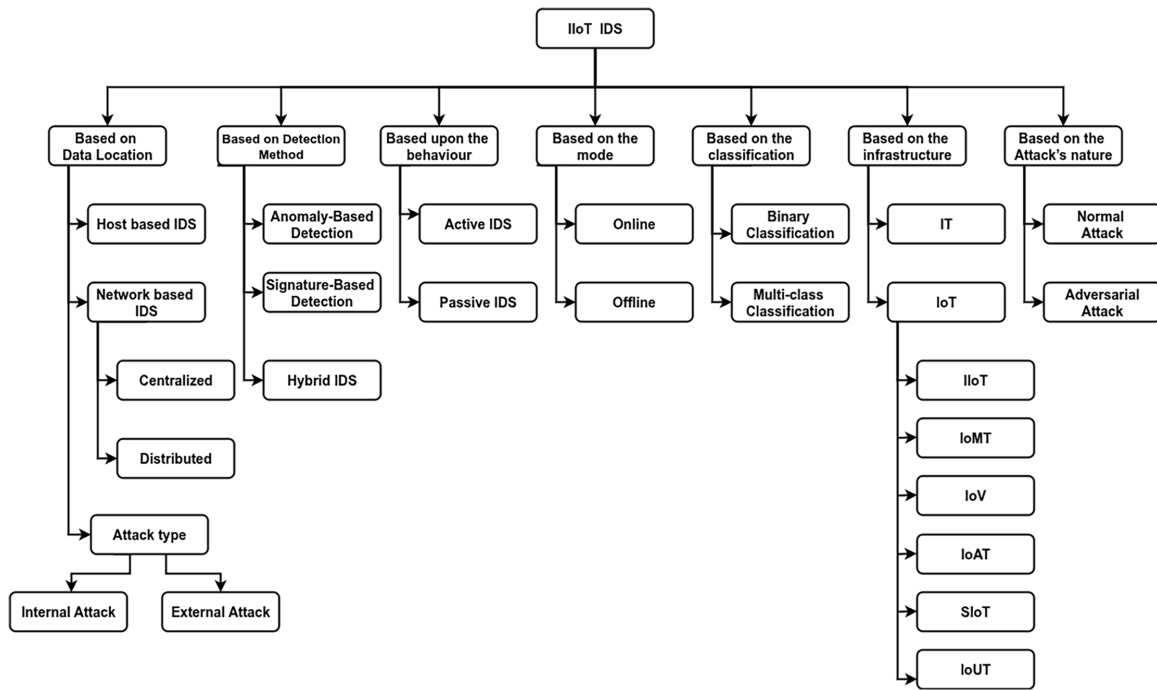 IIoT IDS
Based on
Data Location
Based on Detection
Method
Based upon the
behaviour
Based on the
mode
Based on the
classification
Based on the
infrastructure
Based on the
Attack's nature
Host based IDS
Network based
IDS
Centralized
Distributed
Attack type
Internal Attack
External Attack
Anomaly-Based
Detection
Signature-Based
Detection
Hybrid IDS
Active IDS
Passive IDS
Online
Offline
Binary
Classification
Multi-class
Classification
IT
IoT
IIoT
IoMT
IoV
IoAT
SIoT
IoUT
Normal
Attack
Adversarial
Attack